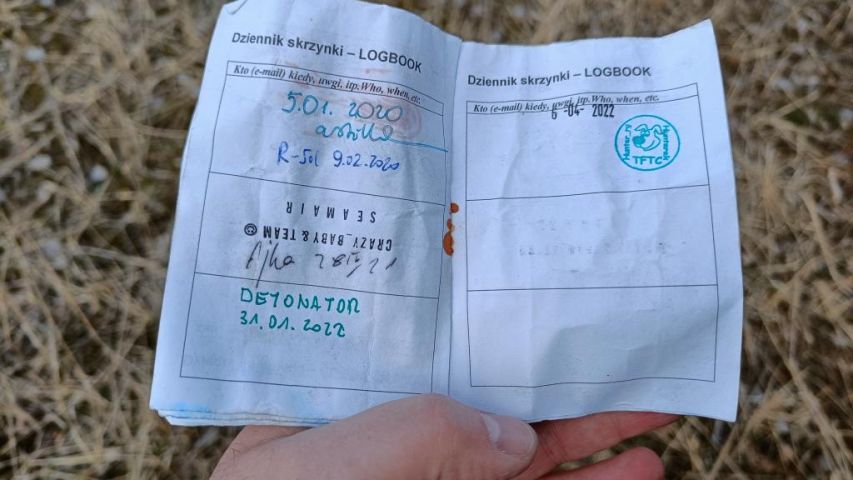 Dziennik skrzynki – LOGBOOK
Kto (e-mail) kiedy, uwgi, itp.Who, when, etc.
5.01.2020
R-Sol 9.02.2020
SEAMAIR
CRAZY_BABY & TEAM
Ajka
DETONATOR
31.01.2022
Dziennik skrzynki – LOGBOOK
Kto (e-mail) kiedy, uwgi, itp.Who, when, etc.
6 -04- 2022
TFTC